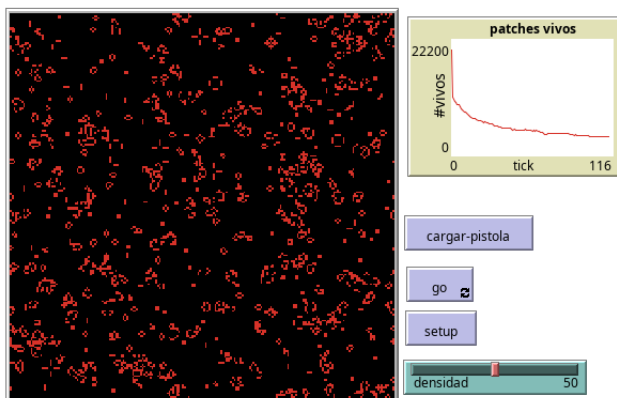 patches vivos
22200
#vivos
0
0 tick 116
cargar-pistola
go
setup
densidad 50